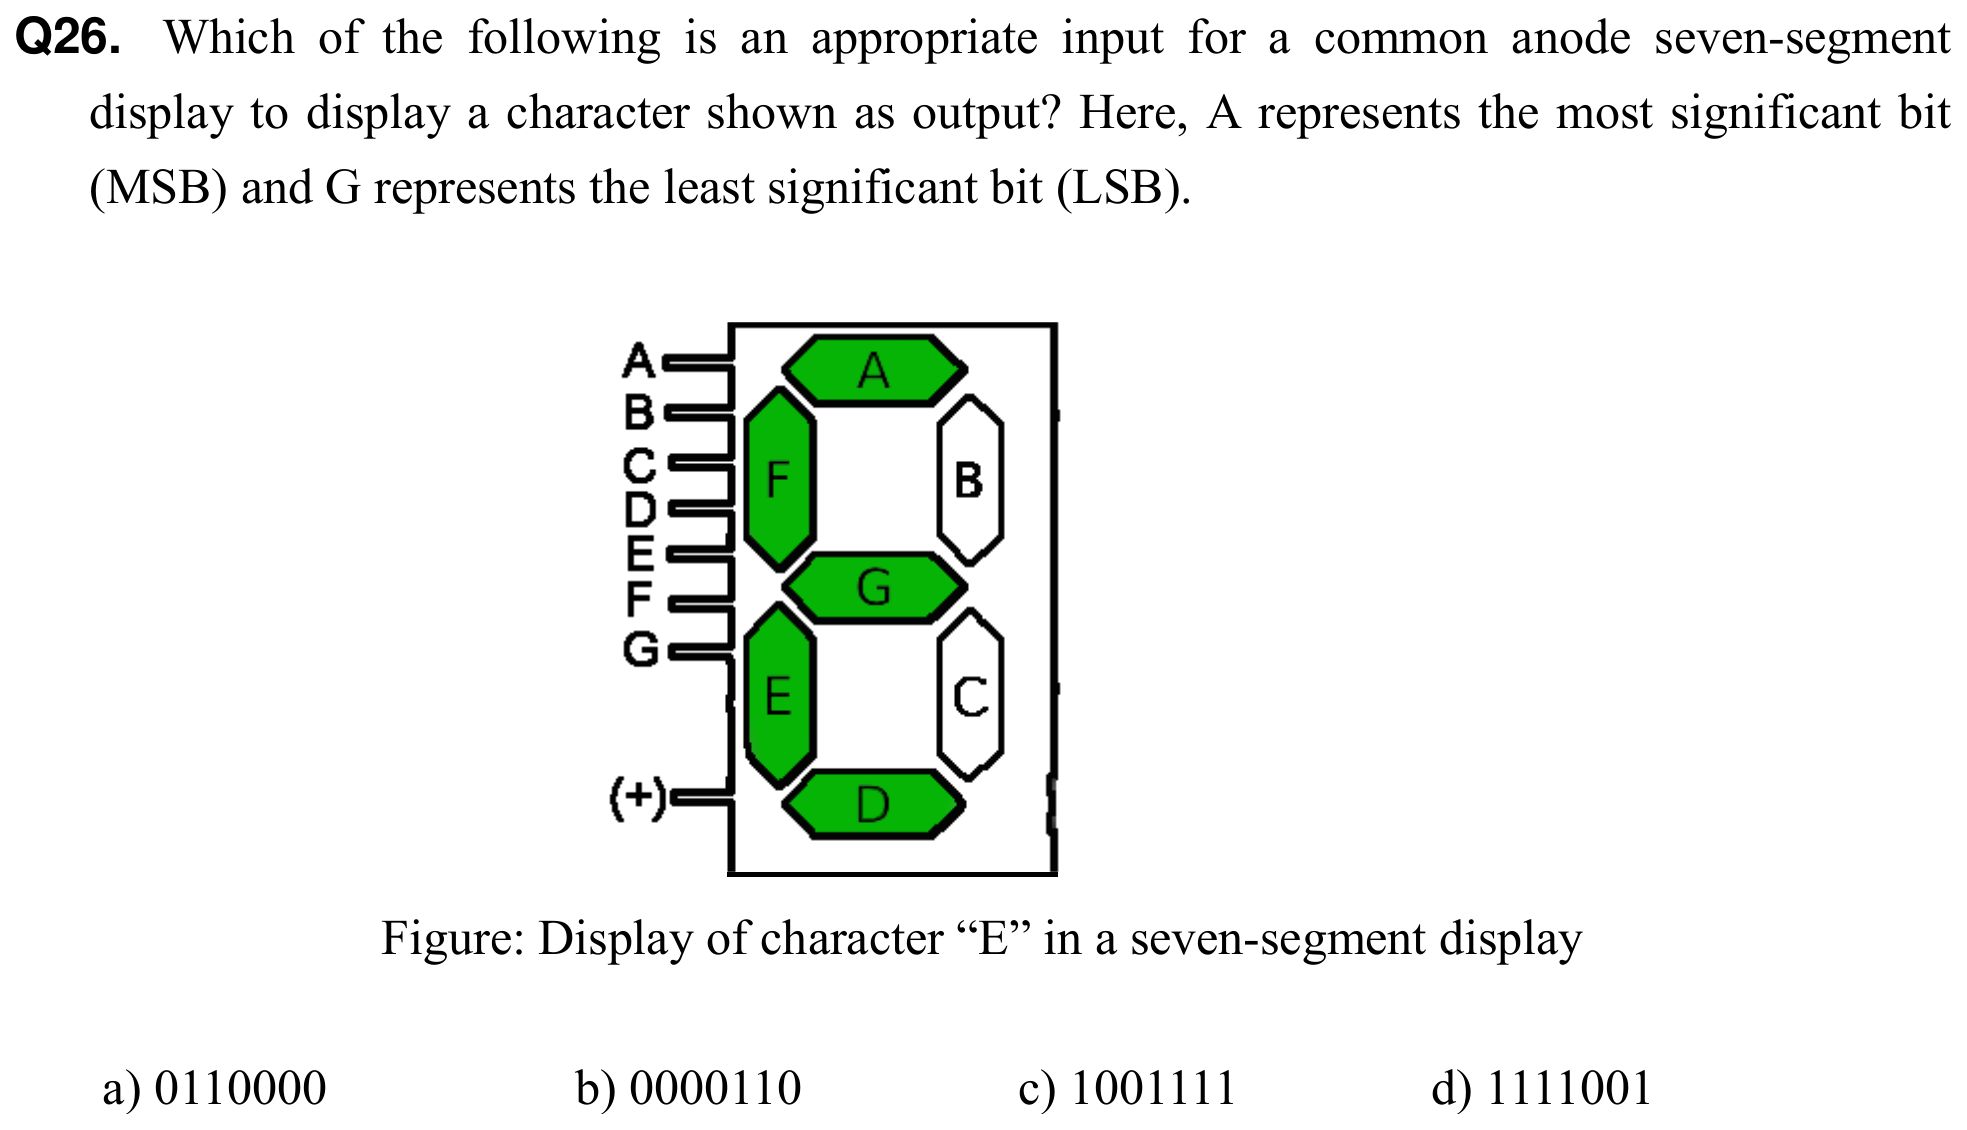 Q26. Which of the following is an appropriate input for a common anode seven-segment
display to display a character shown as output? Here, A represents the most significant bit
(MSB) and G represents the least significant bit (LSB).
A
B
C
D
E
F
G
(+)
A
F
B
G
E
C
D
Figure: Display of character “E” in a seven-segment display
a) 0110000 b) 0000110 c) 1001111 d) 1111001